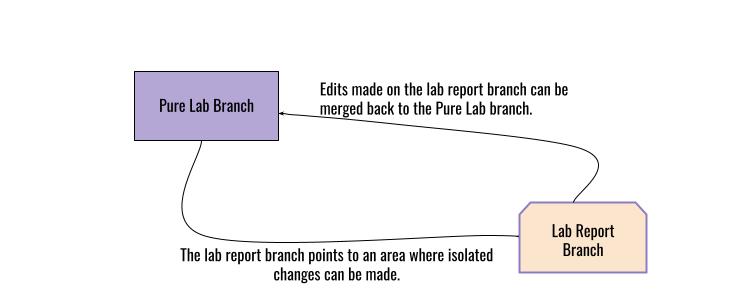 Edits made on the lab report branch can be
merged back to the Pure Lab branch.
Pure Lab Branch
Lab Report
Branch
The lab report branch points to an area where isolated
changes can be made.